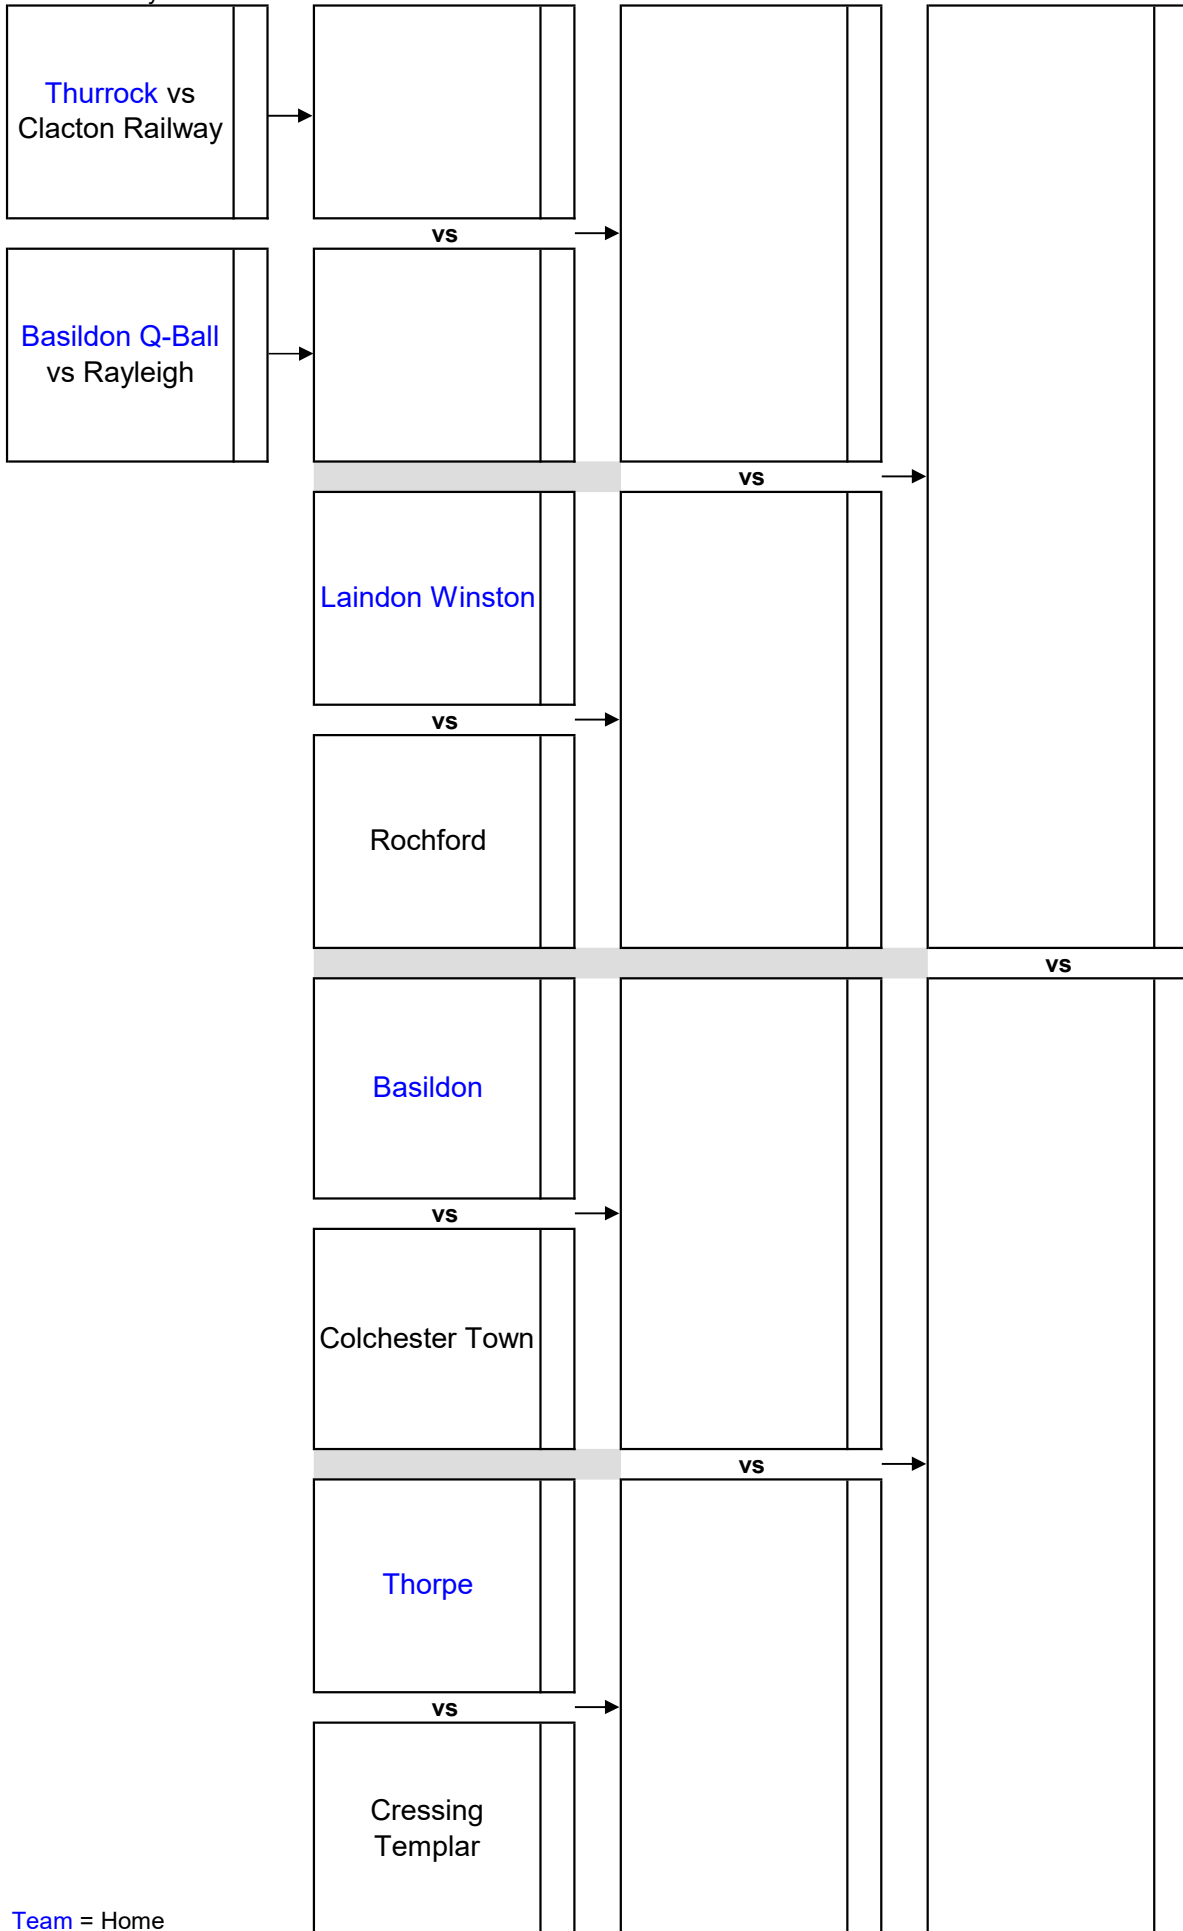 Thurrock vs
Clacton Railway
vs
Basildon Q-Ball
vs Rayleigh
vs
Laindon Winston
vs
Rochford
vs
Basildon
vs
Colchester Town
vs
Thorpe
vs
Cressing
Templar
Team = Home